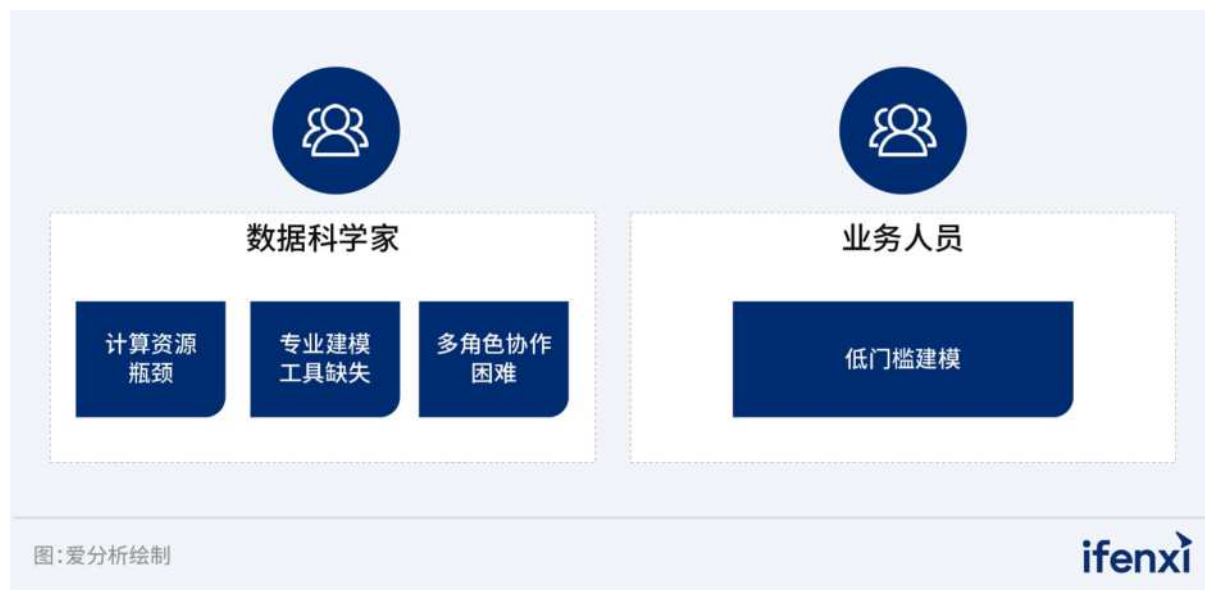 数据科学家
计算资源
瓶颈
专业建模
工具缺失
多角色协作
困难
业务人员
低门槛建模
图:爱分析绘制
ifenxi